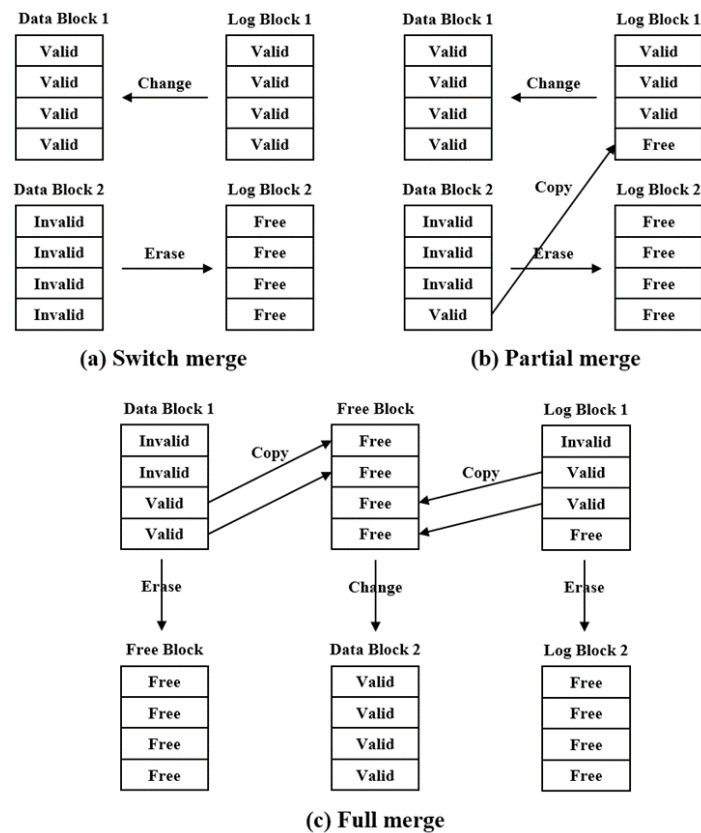 Data Block 1
Valid
Valid
Valid
Valid
Change
Log Block 1
Valid
Valid
Valid
Valid
Data Block 2
Invalid
Invalid
Invalid
Invalid
Erase
Log Block 2
Free
Free
Free
Free
(a) Switch merge
Data Block 1
Valid
Valid
Valid
Valid
Change
Log Block 1
Valid
Valid
Valid
Free
Copy
Data Block 2
Invalid
Invalid
Invalid
Valid
Erase
Log Block 2
Free
Free
Free
Free
(b) Partial merge
Data Block 1
Invalid
Invalid
Valid
Valid
Copy
Free Block
Free
Free
Free
Free
Copy
Log Block 1
Invalid
Valid
Valid
Free
Erase
Change
Erase
Free Block
Free
Free
Free
Free
Data Block 2
Valid
Valid
Valid
Valid
Log Block 2
Free
Free
Free
Free
(c) Full merge